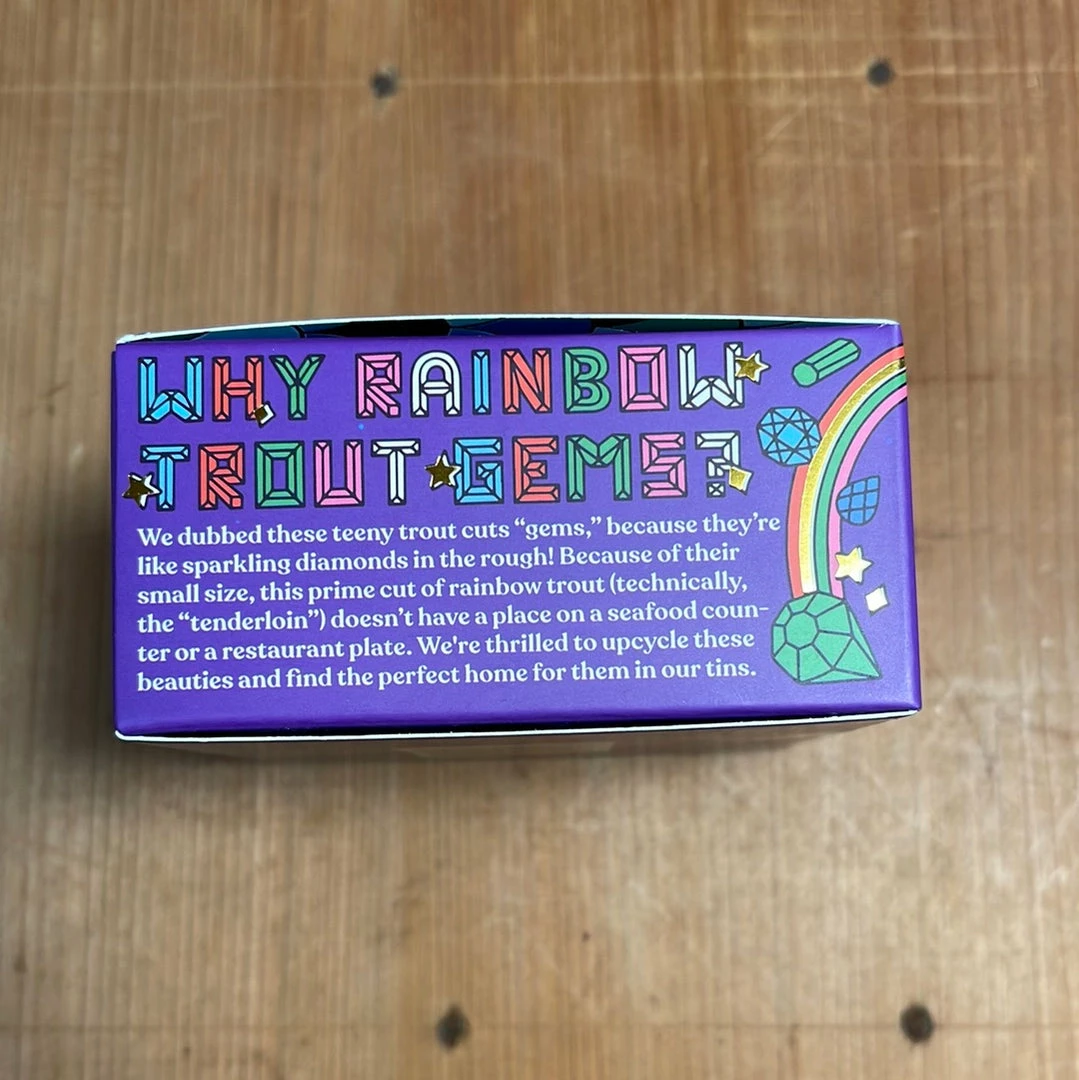 WHY RAINBOW
TROUT GEMS?
We dubbed these teeny trout cuts “gems,” because they’re
like sparkling diamonds in the rough! Because of their
small size, this prime cut of rainbow trout (technically,
the “tenderloin”) doesn’t have a place on a seafood coun-
ter or a restaurant plate. We're thrilled to upcycle these
beauties and find the perfect home for them in our tins.